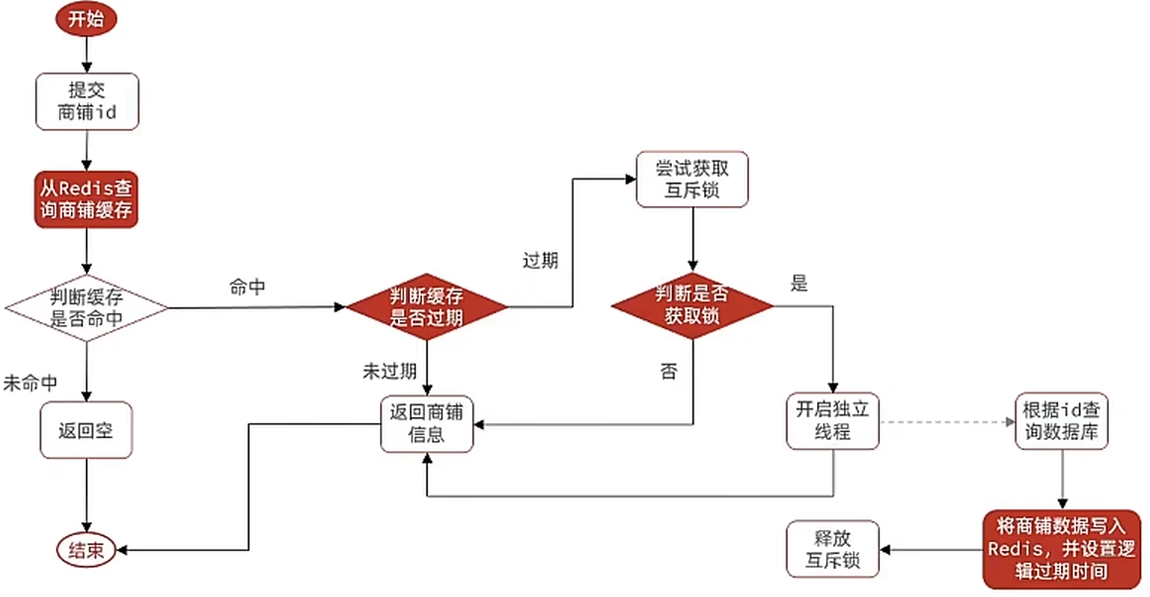 开始
提交
商铺id
从Redis查
询商铺缓存
判断缓存
是否命中
命中
未命中
返回空
结束
判断缓存
是否过期
过期
未过期
返回商铺
信息
尝试获取
互斥锁
判断是否
获取锁
是
否
开启独立
线程
根据id查
询数据库
将商铺数据写入
Redis，并设置逻
辑过期时间
释放
互斥锁